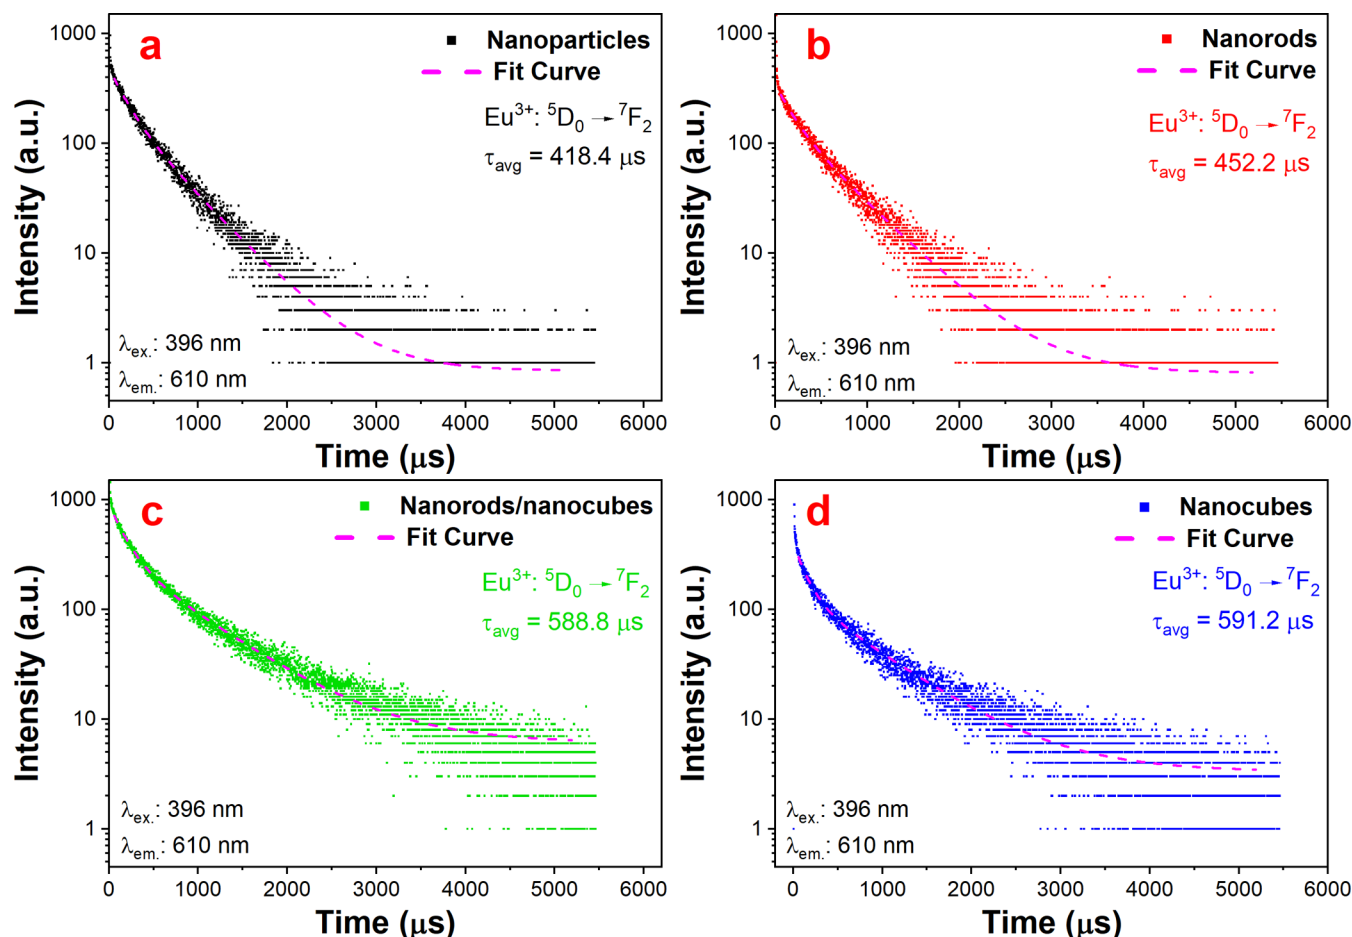 a
Nanoparticles
Fit Curve
Eu³⁺: ⁵D₀ → ⁷F₂
τavg = 418.4 μs
λex.: 396 nm
λem.: 610 nm
1000
100
10
1
0 1000 2000 3000 4000 5000 6000
Intensity (a.u.)
Time (μs)
b
Nanorods
Fit Curve
Eu³⁺: ⁵D₀ → ⁷F₂
τavg = 452.2 μs
λex.: 396 nm
λem.: 610 nm
1000
100
10
1
0 1000 2000 3000 4000 5000 6000
Intensity (a.u.)
Time (μs)
c
Nanorods/nanocubes
Fit Curve
Eu³⁺: ⁵D₀ → ⁷F₂
τavg = 588.8 μs
λex.: 396 nm
λem.: 610 nm
1000
100
10
1
0 1000 2000 3000 4000 5000 6000
Intensity (a.u.)
Time (μs)
d
Nanocubes
Fit Curve
Eu³⁺: ⁵D₀ → ⁷F₂
τavg = 591.2 μs
λex.: 396 nm
λem.: 610 nm
1000
100
10
1
0 1000 2000 3000 4000 5000 6000
Intensity (a.u.)
Time (μs)